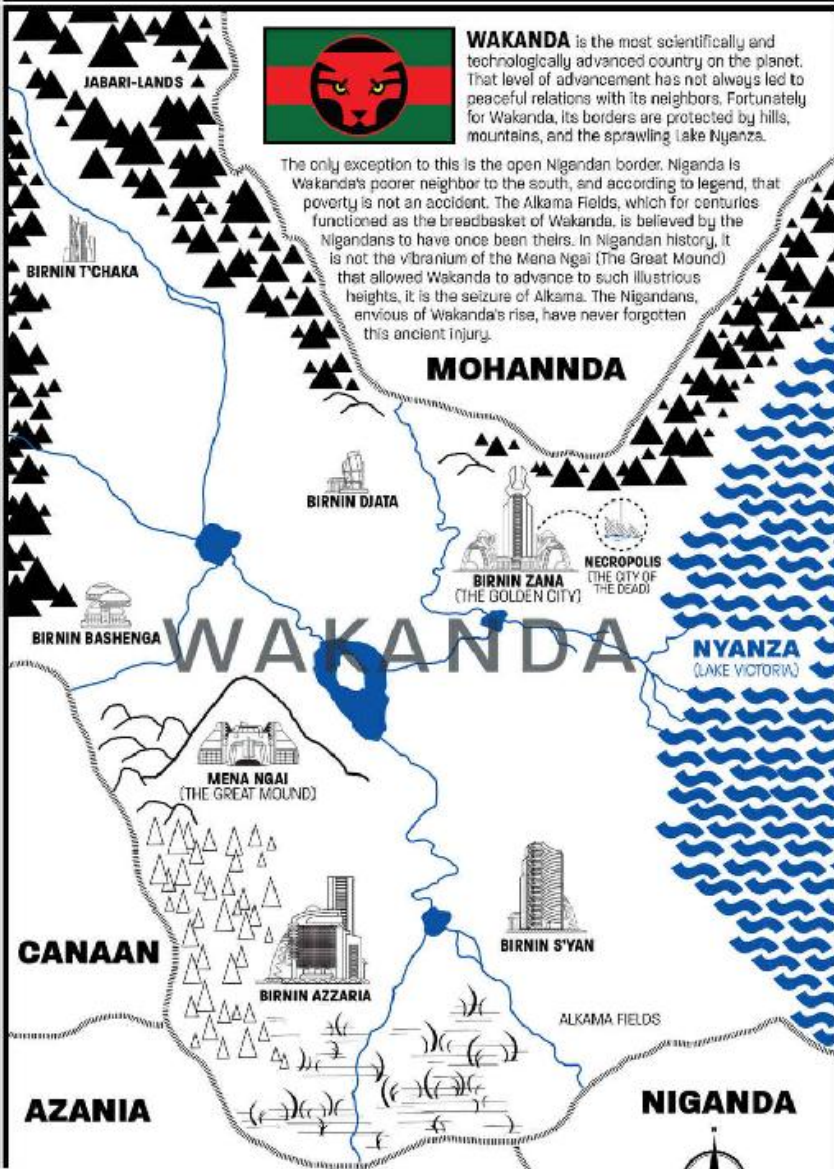 WAKANDA is the most scientifically and
technologically advanced country on the planet.
That level of advancement has not always led to
peaceful relations with its neighbors. Fortunately
for Wakanda, its borders are protected by hills,
mountains, and the sprawling Lake Nyanza.
The only exception to this is the open Nigandan border. Niganda is
Wakanda's poorer neighbor to the south, and according to legend, that
poverty is not an accident. The Alkama Fields, which for centuries
functioned as the breadbasket of Wakanda, is believed by the
Nigandans to have once been theirs. In Nigandan history, it
is not the vibranium of the Mena Ngai (The Great Mound)
that allowed Wakanda to advance to such illustrious
heights, it is the seizure of Alkama. The Nigandans,
envious of Wakanda's rise, have never forgotten
this ancient injury.
JABARI-LANDS
BIRNIN T'CHAKA
MOHANNDA
BIRNIN DJATA
BIRNIN ZANA
(THE GOLDEN CITY)
NECROPOLIS
(THE CITY OF
THE DEAD)
BIRNIN BASHENGA
WAKANDA
NYANZA
(LAKE VICTORIA)
MENA NGAI
(THE GREAT MOUND)
CANAAN
BIRNIN S'YAN
BIRNIN AZZARIA
ALKAMA FIELDS
AZANIA
NIGANDA
N